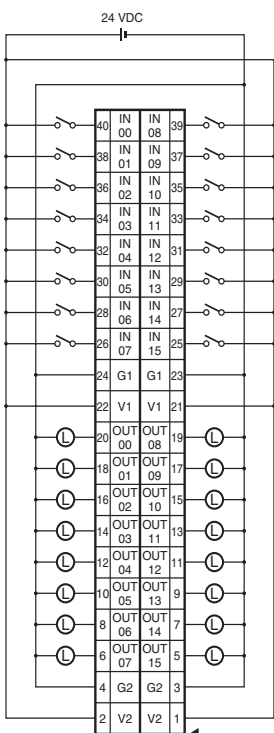 24 VDC
40 IN 00 IN 08 39
38 IN 01 IN 09 37
36 IN 02 IN 10 35
34 IN 03 IN 11 33
32 IN 04 IN 12 31
30 IN 05 IN 13 29
28 IN 06 IN 14 27
26 IN 07 IN 15 25
24 G1 G1 23
22 V1 V1 21
L 20 OUT 00 OUT 08 19 L
L 18 OUT 01 OUT 09 17 L
L 16 OUT 02 OUT 10 15 L
L 14 OUT 03 OUT 11 13 L
L 12 OUT 04 OUT 12 11 L
L 10 OUT 05 OUT 13 9 L
L 8 OUT 06 OUT 14 7 L
L 6 OUT 07 OUT 15 5 L
4 G2 G2 3
2 V2 V2 1